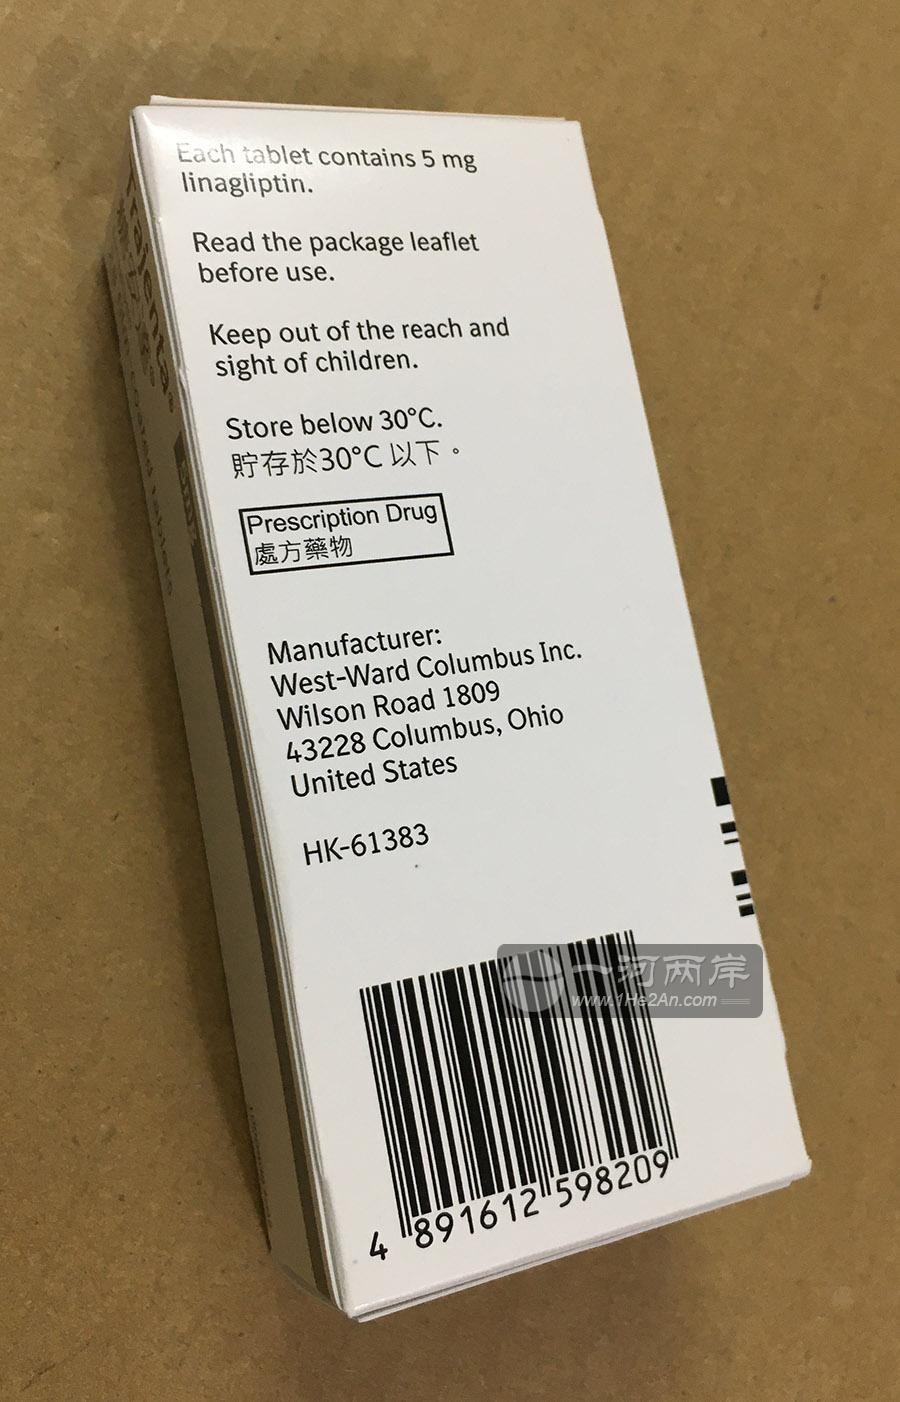 Each tablet contains 5 mg
linagliptin.
Read the package leaflet
before use.
Keep out of the reach and
sight of children.
Store below 30°C.
貯存於30°C 以下。
Prescription Drug
處方藥物
Manufacturer:
West-Ward Columbus Inc.
Wilson Road 1809
43228 Columbus, Ohio
United States
HK-61383
4 891612 598209
Trajenta®
coated tablets
一河两岸
www.1He2An.com